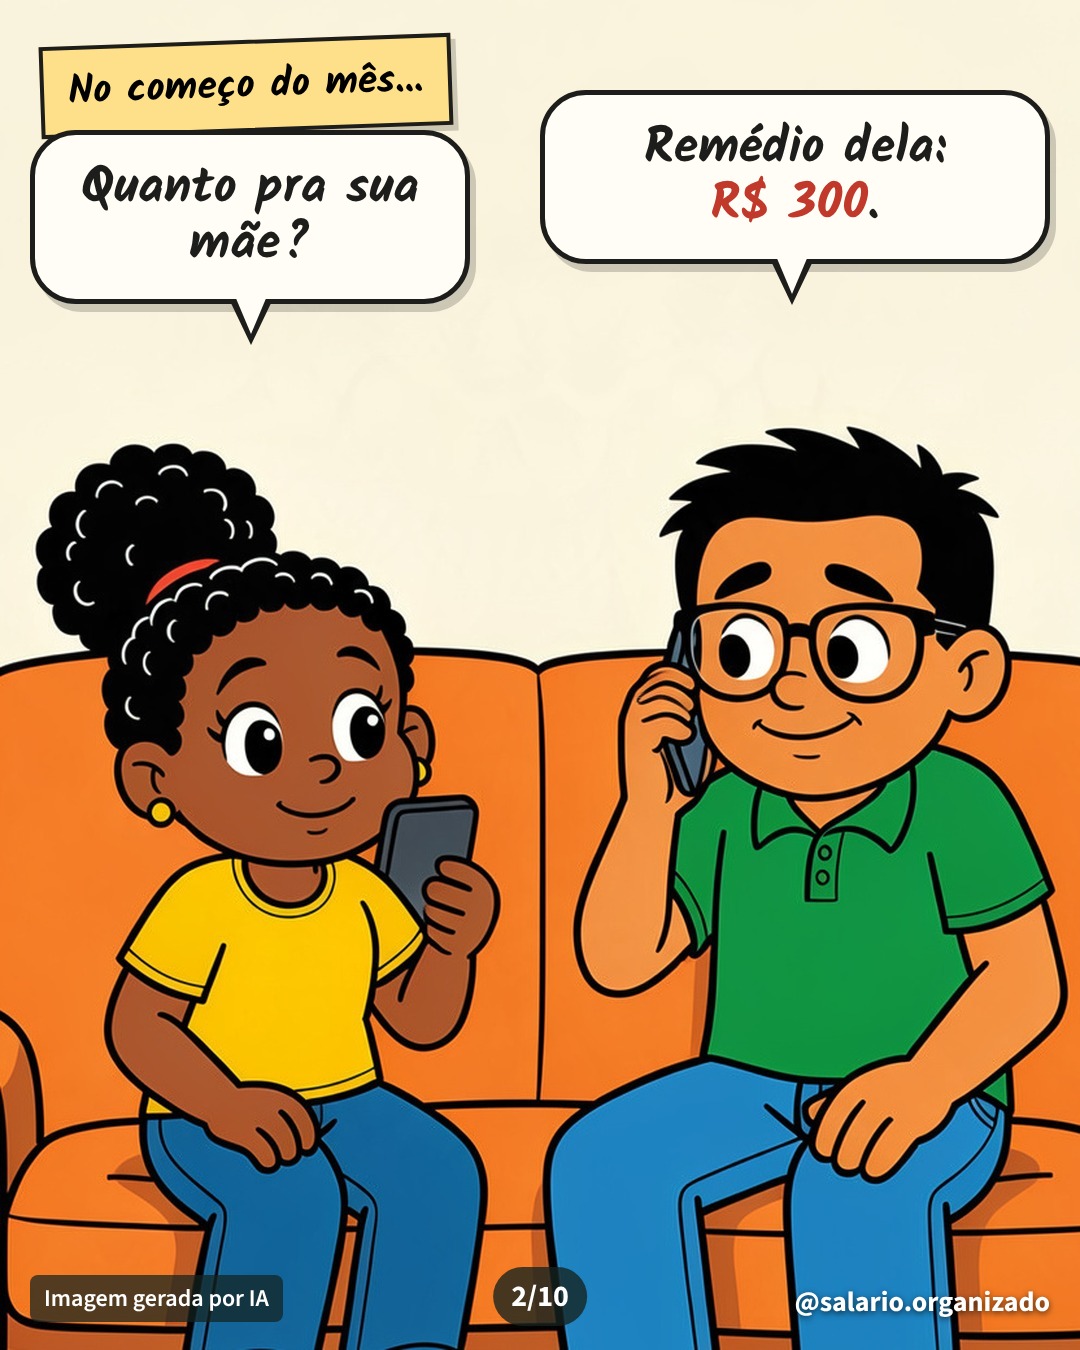 No começo do mês...
Quanto pra sua
mãe?
Remédio dela:
R$ 300.
Imagem gerada por IA
2/10
@salario.organizado